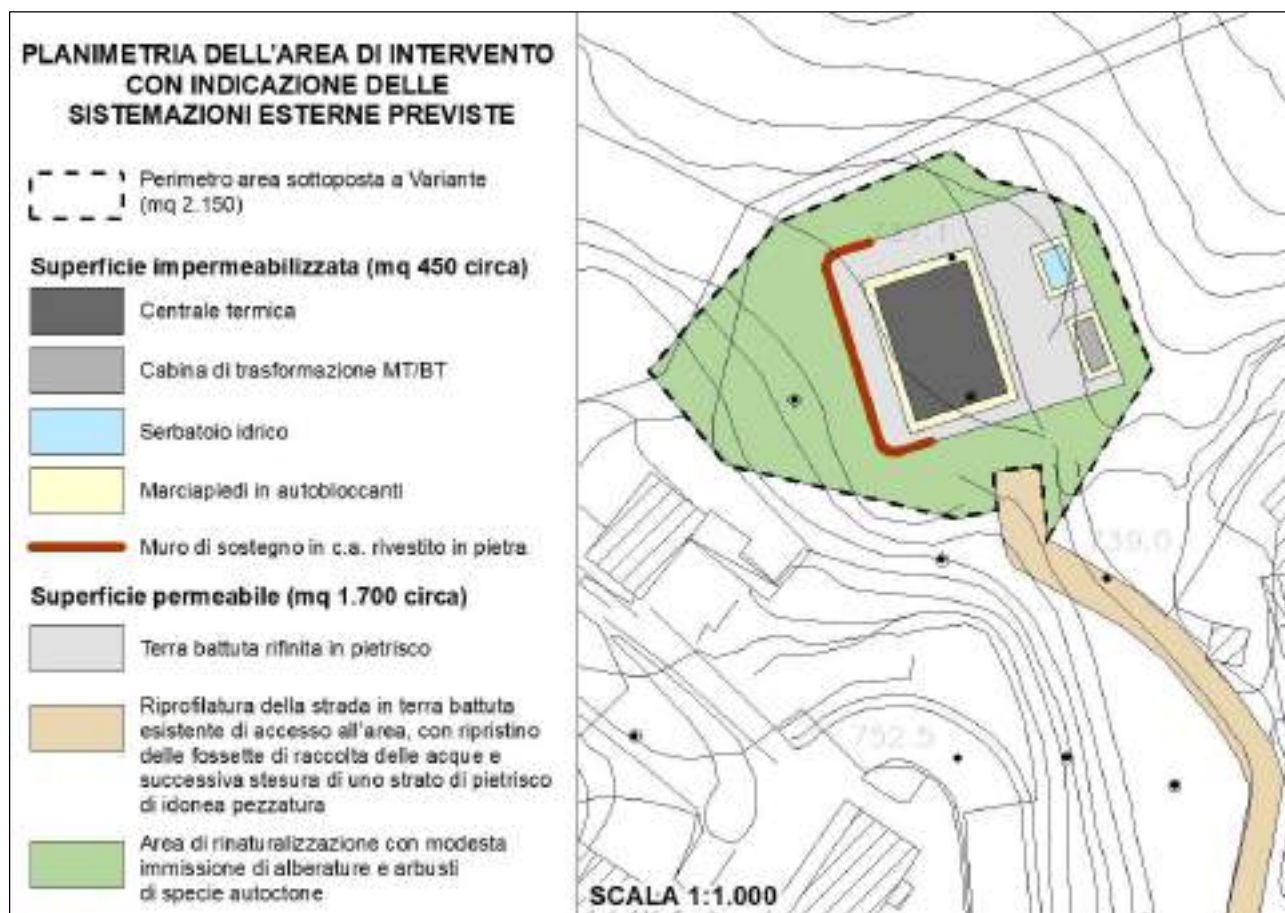 PLANIMETRIA DELL'AREA DI INTERVENTO
CON INDICAZIONE DELLE
SISTEMAZIONI ESTERNE PREVISTE
Perimetro area sottoposta a Variante
(mq 2.150)
Superficie impermeabilizzata (mq 450 circa)
Centrale termica
Cabina di trasformazione MT/BT
Serbatoio idrico
Marciapiedi in autobloccanti
Muro di sostegno in c.a. rivestito in pietra
Superficie permeabile (mq 1.700 circa)
Terra battuta rifinita in pietrisco
Riprofilatura della strada in terra battuta
esistente di accesso all'area, con ripristino
delle fossette di raccolta delle acque e
successiva stesura di uno strato di pietrisco
di idonea pezzatura
Area di rinaturalizzazione con modesta
immissione di alberature e arbusti
di specie autoctone
739,0
752,5
SCALA 1:1.000